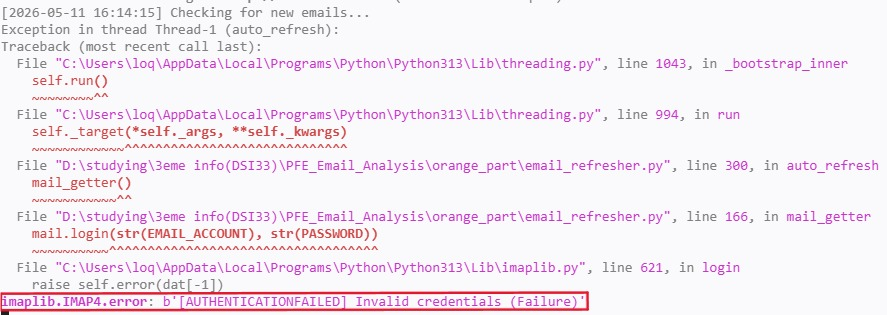 [2026-05-11 16:14:15] Checking for new emails...
Exception in thread Thread-1 (auto_refresh):
Traceback (most recent call last):
  File "C:\Users\loq\AppData\Local\Programs\Python\Python313\Lib\threading.py", line 1043, in _bootstrap_inner
    self.run()
    ~~~~~~~~^^
  File "C:\Users\loq\AppData\Local\Programs\Python\Python313\Lib\threading.py", line 994, in run
    self._target(*self._args, **self._kwargs)
    ~~~~~~~~~~~~^^^^^^^^^^^^^^^^^^^^^^^^^^^^^
  File "D:\studying\3eme info(DSI33)\PFE_Email_Analysis\orange_part\email_refresher.py", line 300, in auto_refresh
    mail_getter()
    ~~~~~~~~~~~^^
  File "D:\studying\3eme info(DSI33)\PFE_Email_Analysis\orange_part\email_refresher.py", line 166, in mail_getter
    mail.login(str(EMAIL_ACCOUNT), str(PASSWORD))
    ~~~~~~~~~~^^^^^^^^^^^^^^^^^^^^^^^^^^^^^^^^^^^
  File "C:\Users\loq\AppData\Local\Programs\Python\Python313\Lib\imaplib.py", line 621, in login
    raise self.error(dat[-1])
imaplib.IMAP4.error: b'[AUTHENTICATIONFAILED] Invalid credentials (Failure)'